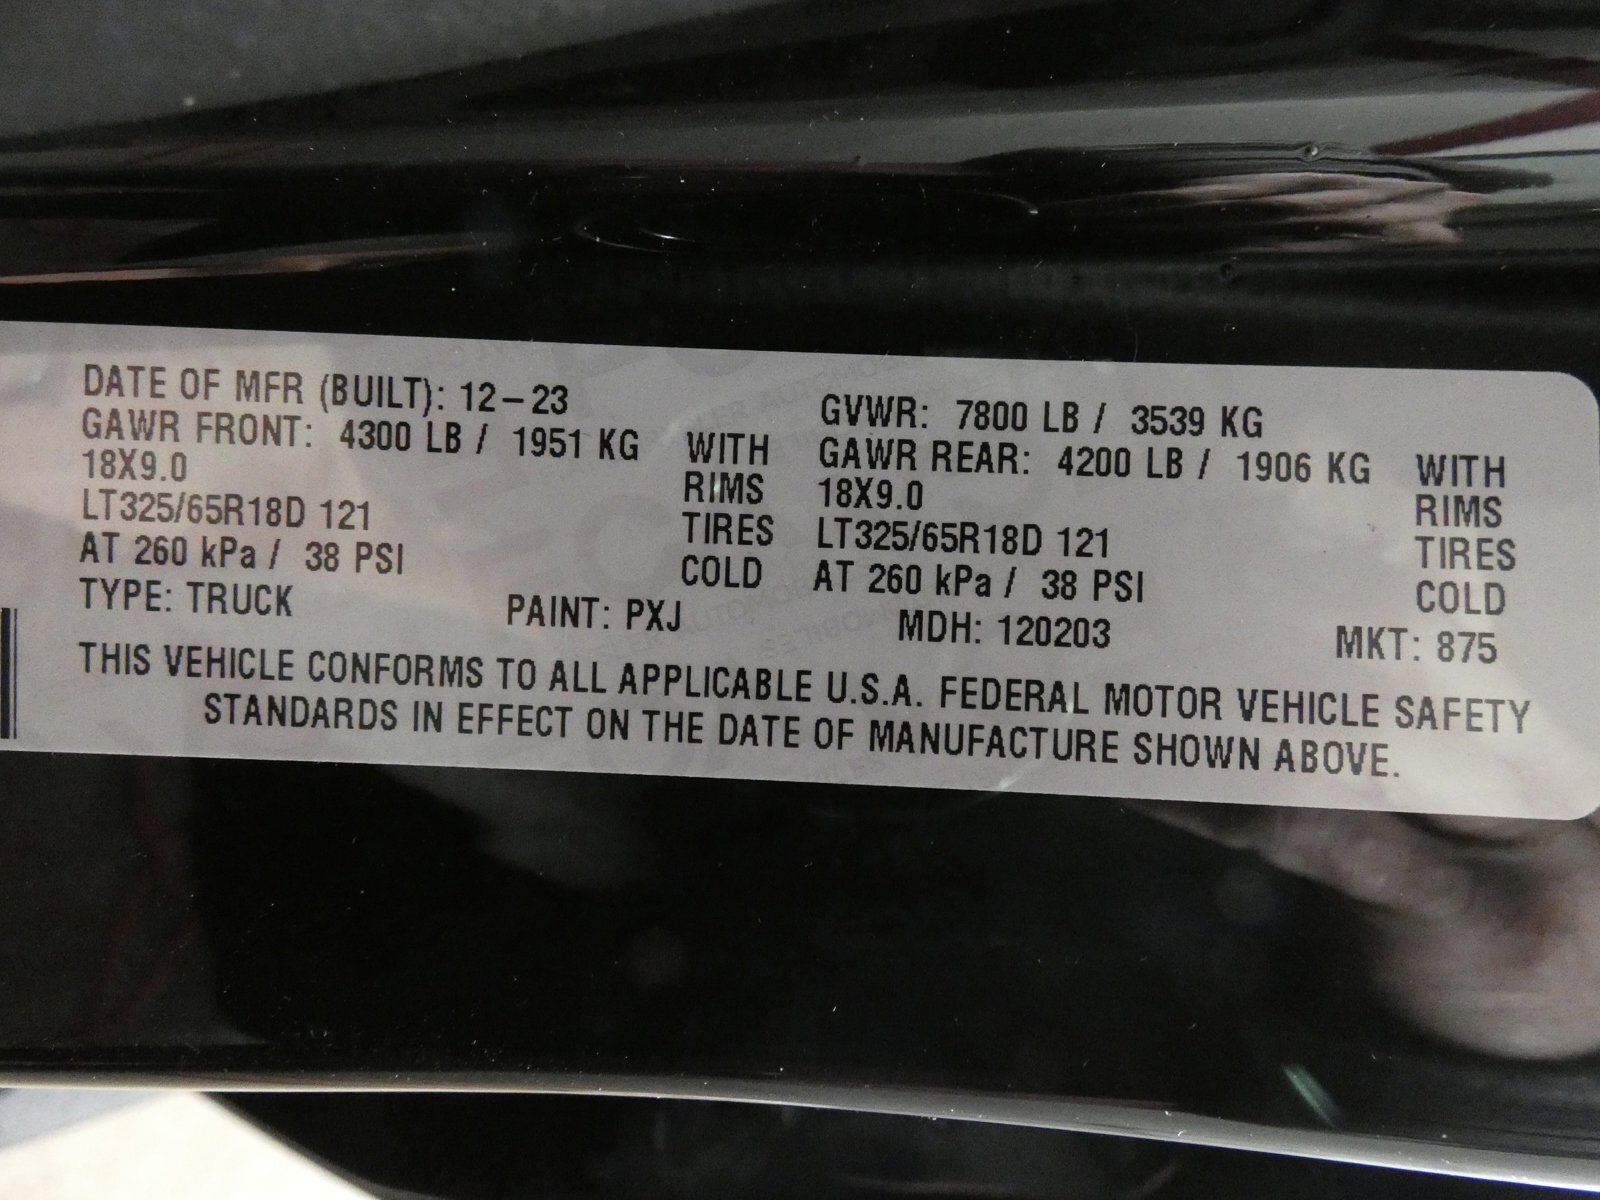 DATE OF MFR (BUILT): 12-23
GVWR: 7800 LB / 3539 KG
GAWR FRONT: 4300 LB / 1951 KG WITH
GAWR REAR: 4200 LB / 1906 KG WITH
18X9.0 RIMS
18X9.0 RIMS
LT325/65R18D 121 TIRES
LT325/65R18D 121 TIRES
AT 260 kPa / 38 PSI COLD
AT 260 kPa / 38 PSI COLD
TYPE: TRUCK PAINT: PXJ MDH: 120203 MKT: 875
THIS VEHICLE CONFORMS TO ALL APPLICABLE U.S.A. FEDERAL MOTOR VEHICLE SAFETY
STANDARDS IN EFFECT ON THE DATE OF MANUFACTURE SHOWN ABOVE.